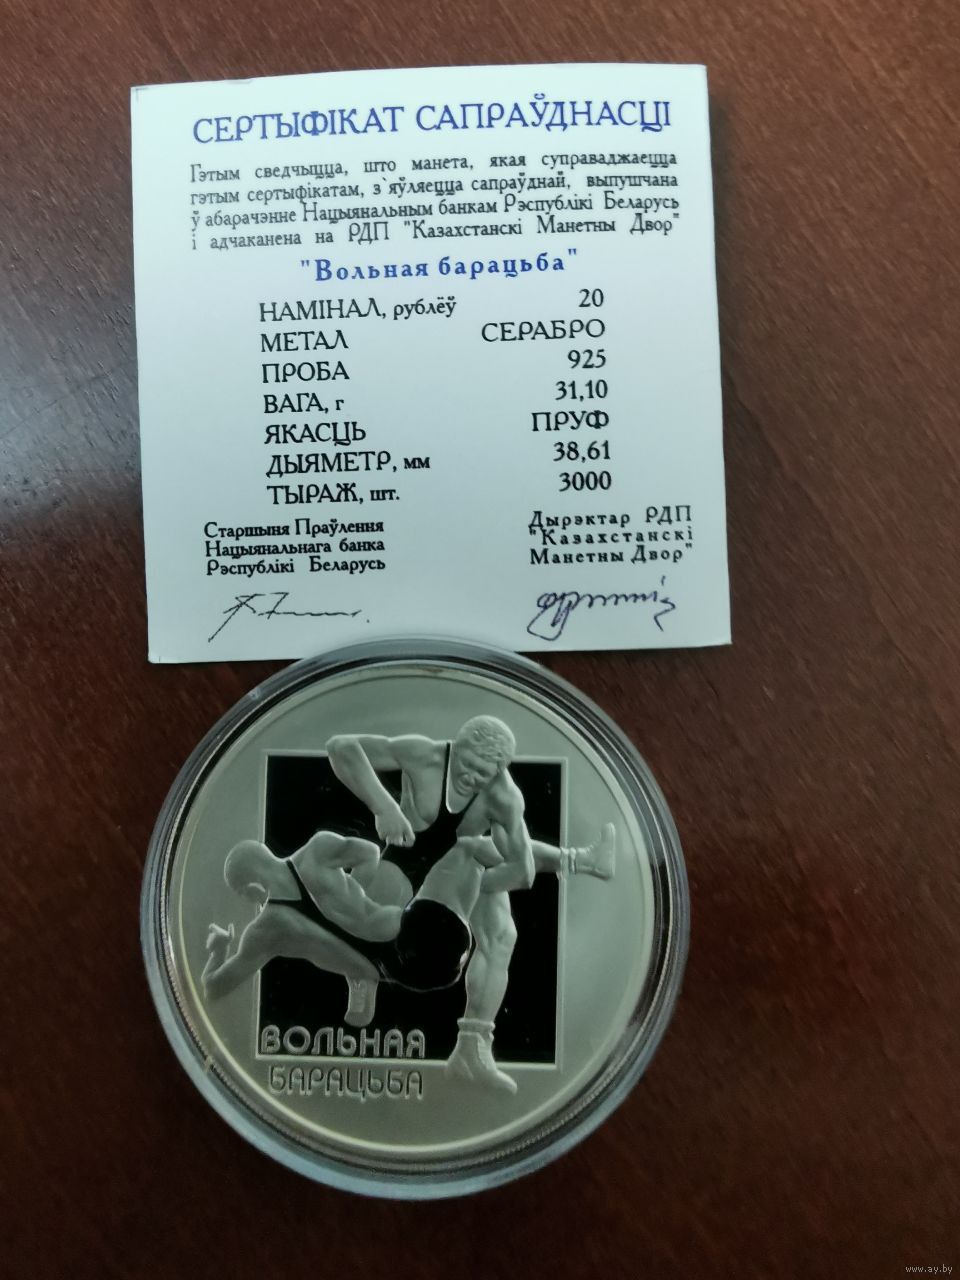 СЕРТЫФІКАТ САПРАЎДНАСЦІ
Гэтым сведчыцца, што манета, якая суправаджаецца
гэтым сертыфікатам, з`яўляецца сапраўднай, выпушчана
ў абарачэнне Нацыянальным банкам Рэспублікі Беларусь
і адчаканена на РДП "Казахстанскі Манетны Двор"
"Вольная барацьба"
НАМІНАЛ, рублёў 20
МЕТАЛ СЕРАБРО
ПРОБА 925
ВАГА, г 31,10
ЯКАСЦЬ ПРУФ
ДЫЯМЕТР, мм 38,61
ТЫРАЖ, шт. 3000
Старшыня Праўлення
Нацыянальнага банка
Рэспублікі Беларусь
Дырэктар РДП
"Казахстанскі
Манетны Двор"
ВОЛЬНАЯ
БАРАЦЬБА
www.ay.by